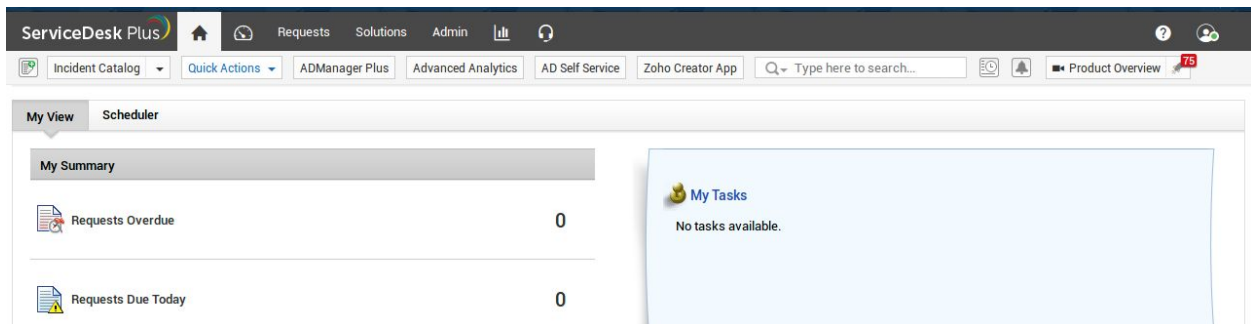 ServiceDesk Plus Requests Solutions Admin
Incident Catalog Quick Actions ADManager Plus Advanced Analytics AD Self Service Zoho Creator App Type here to search... Product Overview 75
My View Scheduler
My Summary
Requests Overdue 0
Requests Due Today 0
My Tasks
No tasks available.